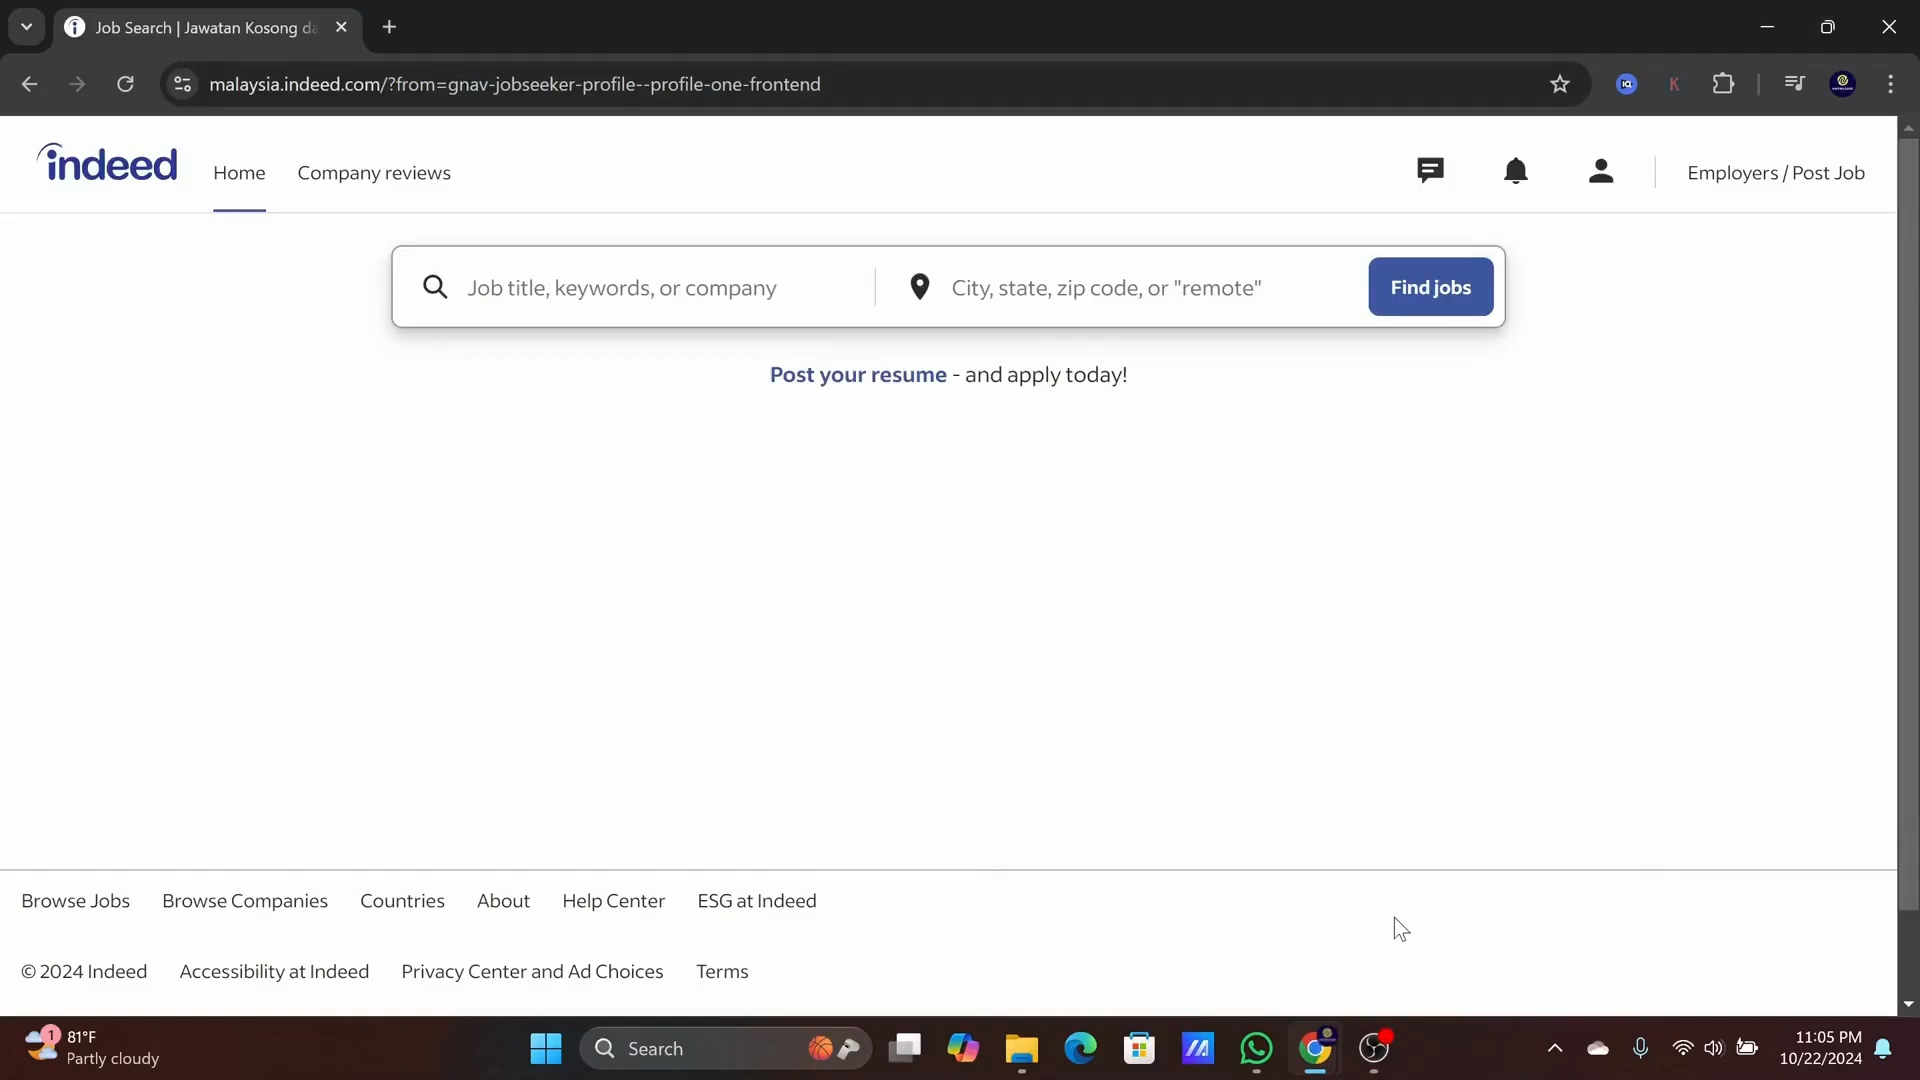 Job Search | Jawatan Kosong da
malaysia.indeed.com/?from=gnav-jobseeker-profile--profile-one-frontend
IQ
K
indeed
Home
Company reviews
Employers / Post Job
Job title, keywords, or company
City, state, zip code, or "remote"
Find jobs
Post your resume - and apply today!
Browse Jobs
Browse Companies
Countries
About
Help Center
ESG at Indeed
© 2024 Indeed
Accessibility at Indeed
Privacy Center and Ad Choices
Terms
1
81°F
Partly cloudy
Search
11:05 PM
10/22/2024